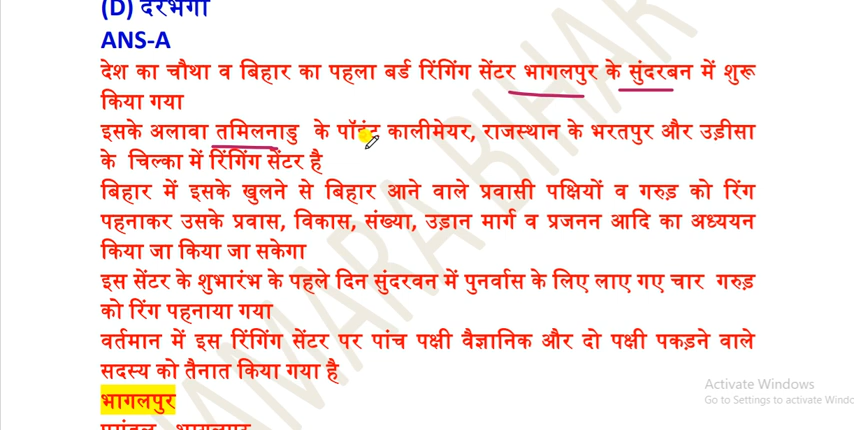 (D) दरभंगा
ANS-A
देश का चौथा व बिहार का पहला बर्ड रिंगिंग सेंटर भागलपुर के सुंदरबन में शुरू
किया गया
इसके अलावा तमिलनाडु के पॉइंट कालीमेयर, राजस्थान के भरतपुर और उड़ीसा
के चिल्का में रिंगिंग सेंटर है
बिहार में इसके खुलने से बिहार आने वाले प्रवासी पक्षियों व गरुड़ को रिंग
पहनाकर उसके प्रवास, विकास, संख्या, उड़ान मार्ग व प्रजनन आदि का अध्ययन
किया जा किया जा सकेगा
इस सेंटर के शुभारंभ के पहले दिन सुंदरवन में पुनर्वास के लिए लाए गए चार गरुड़
को रिंग पहनाया गया
वर्तमान में इस रिंगिंग सेंटर पर पांच पक्षी वैज्ञानिक और दो पक्षी पकड़ने वाले
सदस्य को तैनात किया गया है
भागलपुर
HAMARA BIHAR
Activate Windows
Go to Settings to activate Windo